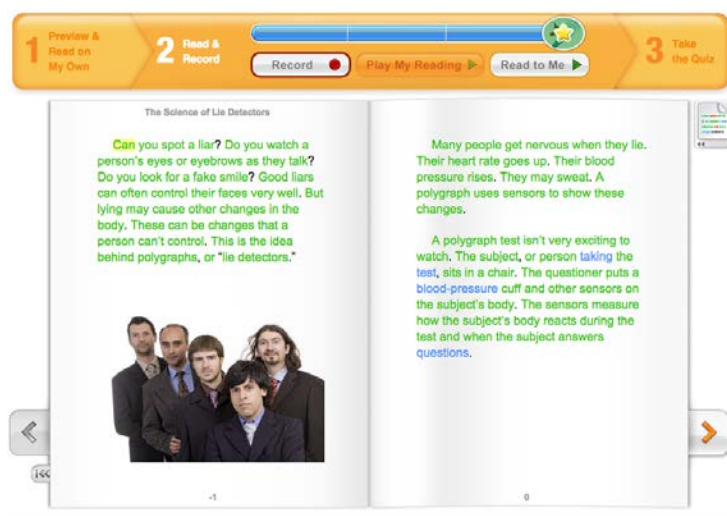 1
Preview &
Read on
My Own
2
Read &
Record
Record
Play My Reading
Read to Me
3
Take
the Quiz
The Science of Lie Detectors
Can you spot a liar? Do you watch a
person's eyes or eyebrows as they talk?
Do you look for a fake smile? Good liars
can often control their faces very well. But
lying may cause other changes in the
body. These can be changes that a
person can't control. This is the idea
behind polygraphs, or "lie detectors."
-1
Many people get nervous when they lie.
Their heart rate goes up. Their blood
pressure rises. They may sweat. A
polygraph uses sensors to show these
changes.
A polygraph test isn't very exciting to
watch. The subject, or person taking the
test, sits in a chair. The questioner puts a
blood-pressure cuff and other sensors on
the subject's body. The sensors measure
how the subject's body reacts during the
test and when the subject answers
questions.
0